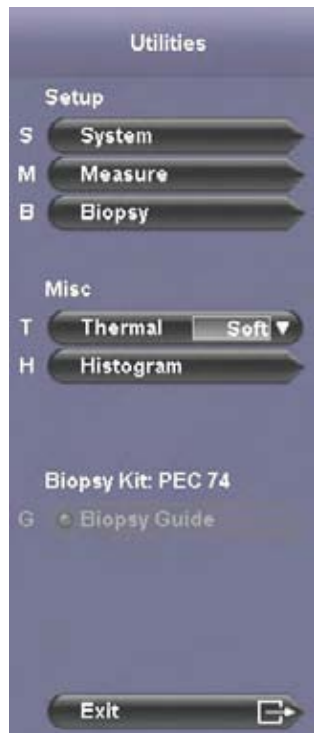 Utilities
Setup
S System
M Measure
B Biopsy
Misc
T Thermal Soft
H Histogram
Biopsy Kit: PEC 74
G Biopsy Guide
Exit